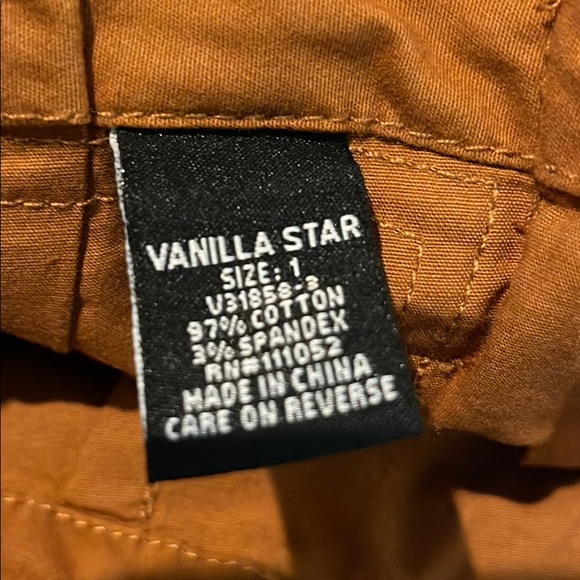 VANILLA STAR
SIZE: 1
V31858-3
97% COTTON
3% SPANDEX
RN#111052
MADE IN CHINA
CARE ON REVERSE